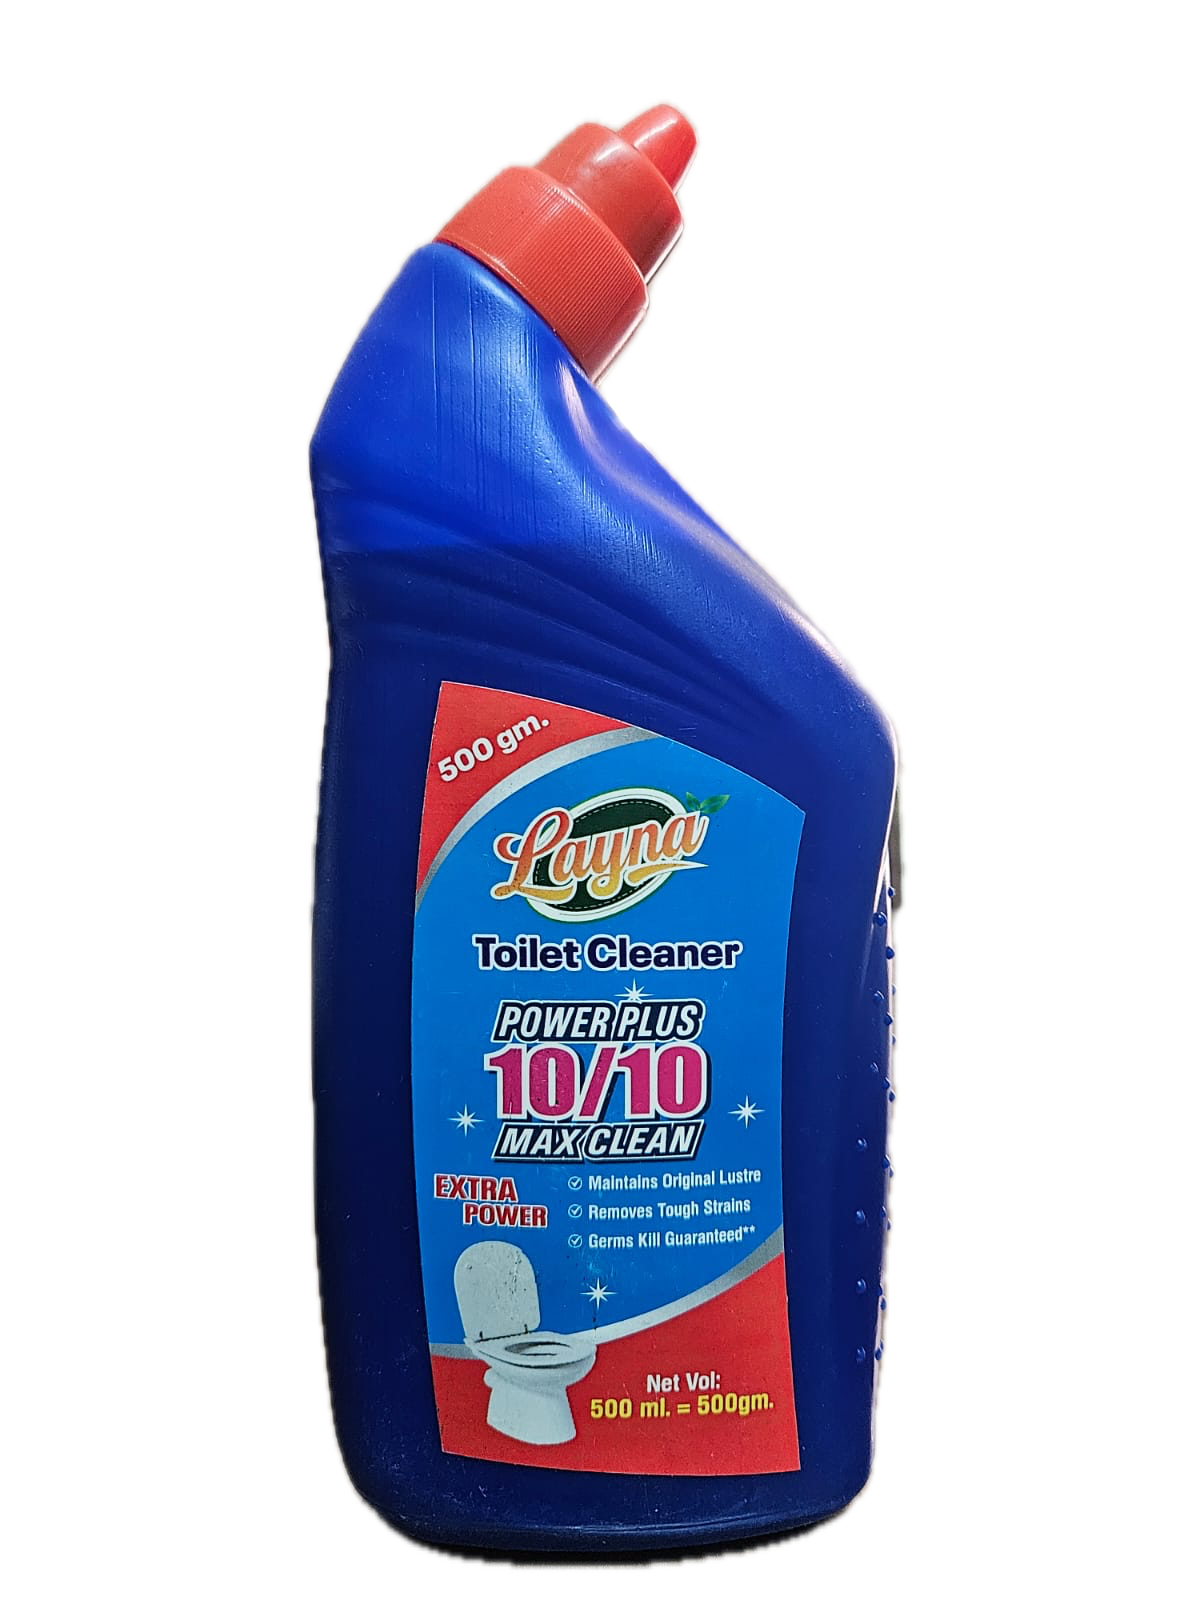 500 gm.
Layna
Toilet Cleaner
POWER PLUS
10/10
MAX CLEAN
EXTRA
POWER
Maintains Original Lustre
Removes Tough Strains
Germs Kill Guaranteed**
Net Vol:
500 ml. = 500gm.